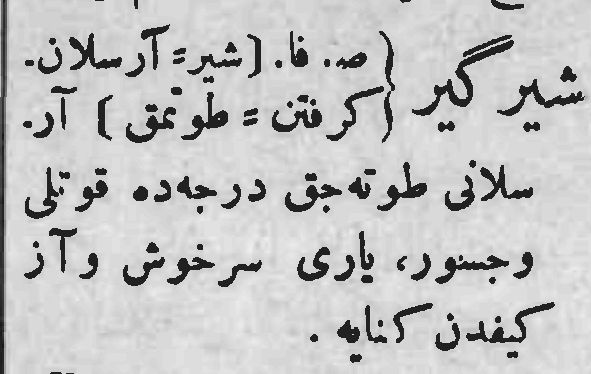 شیر گیر } ص. فا. [شیر= آرسلان-
{ گرفتن = طوتمق ] آر-
سلانی طوته‌جق درجه‌ده قوتلی
وجسور، یاری سرخوش وآز
کیفدن کنایه .